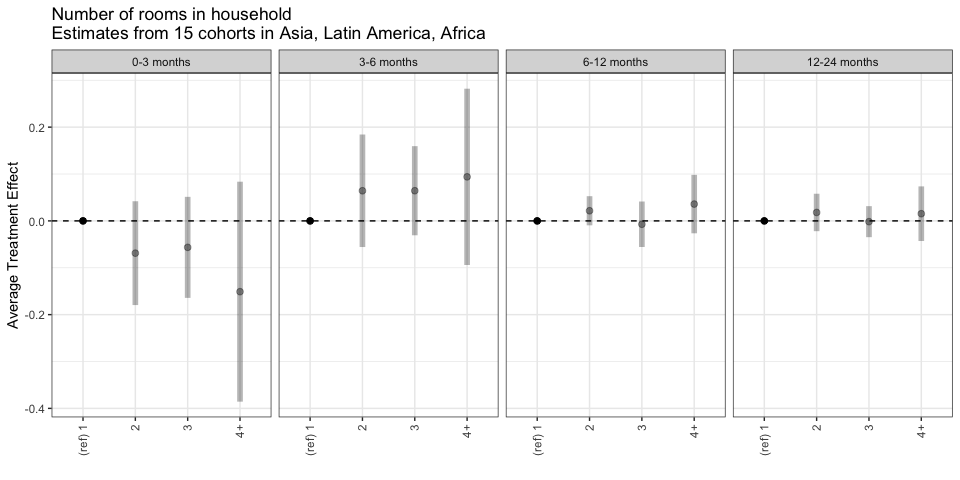 Number of rooms in household
Estimates from 15 cohorts in Asia, Latin America, Africa
0-3 months
3-6 months
6-12 months
12-24 months
Average Treatment Effect
0.2
0.0
-0.2
-0.4
(ref) 1
2
3
4+
(ref) 1
2
3
4+
(ref) 1
2
3
4+
(ref) 1
2
3
4+